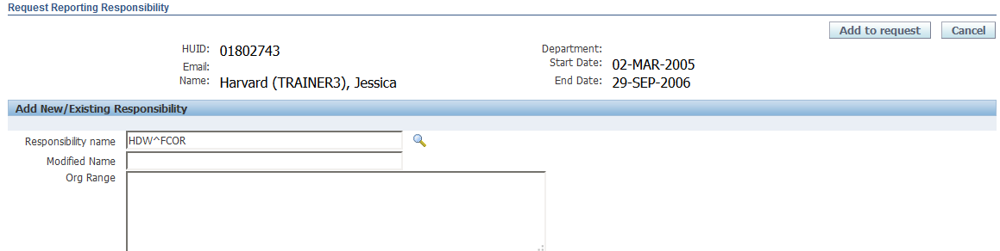 Request Reporting Responsibility
Add to request Cancel
HUID: 01802743 Department:
Email: Start Date: 02-MAR-2005
Name: Harvard (TRAINER3), Jessica End Date: 29-SEP-2006
Add New/Existing Responsibility
Responsibility name HDW^FCOR
Modified Name
Org Range